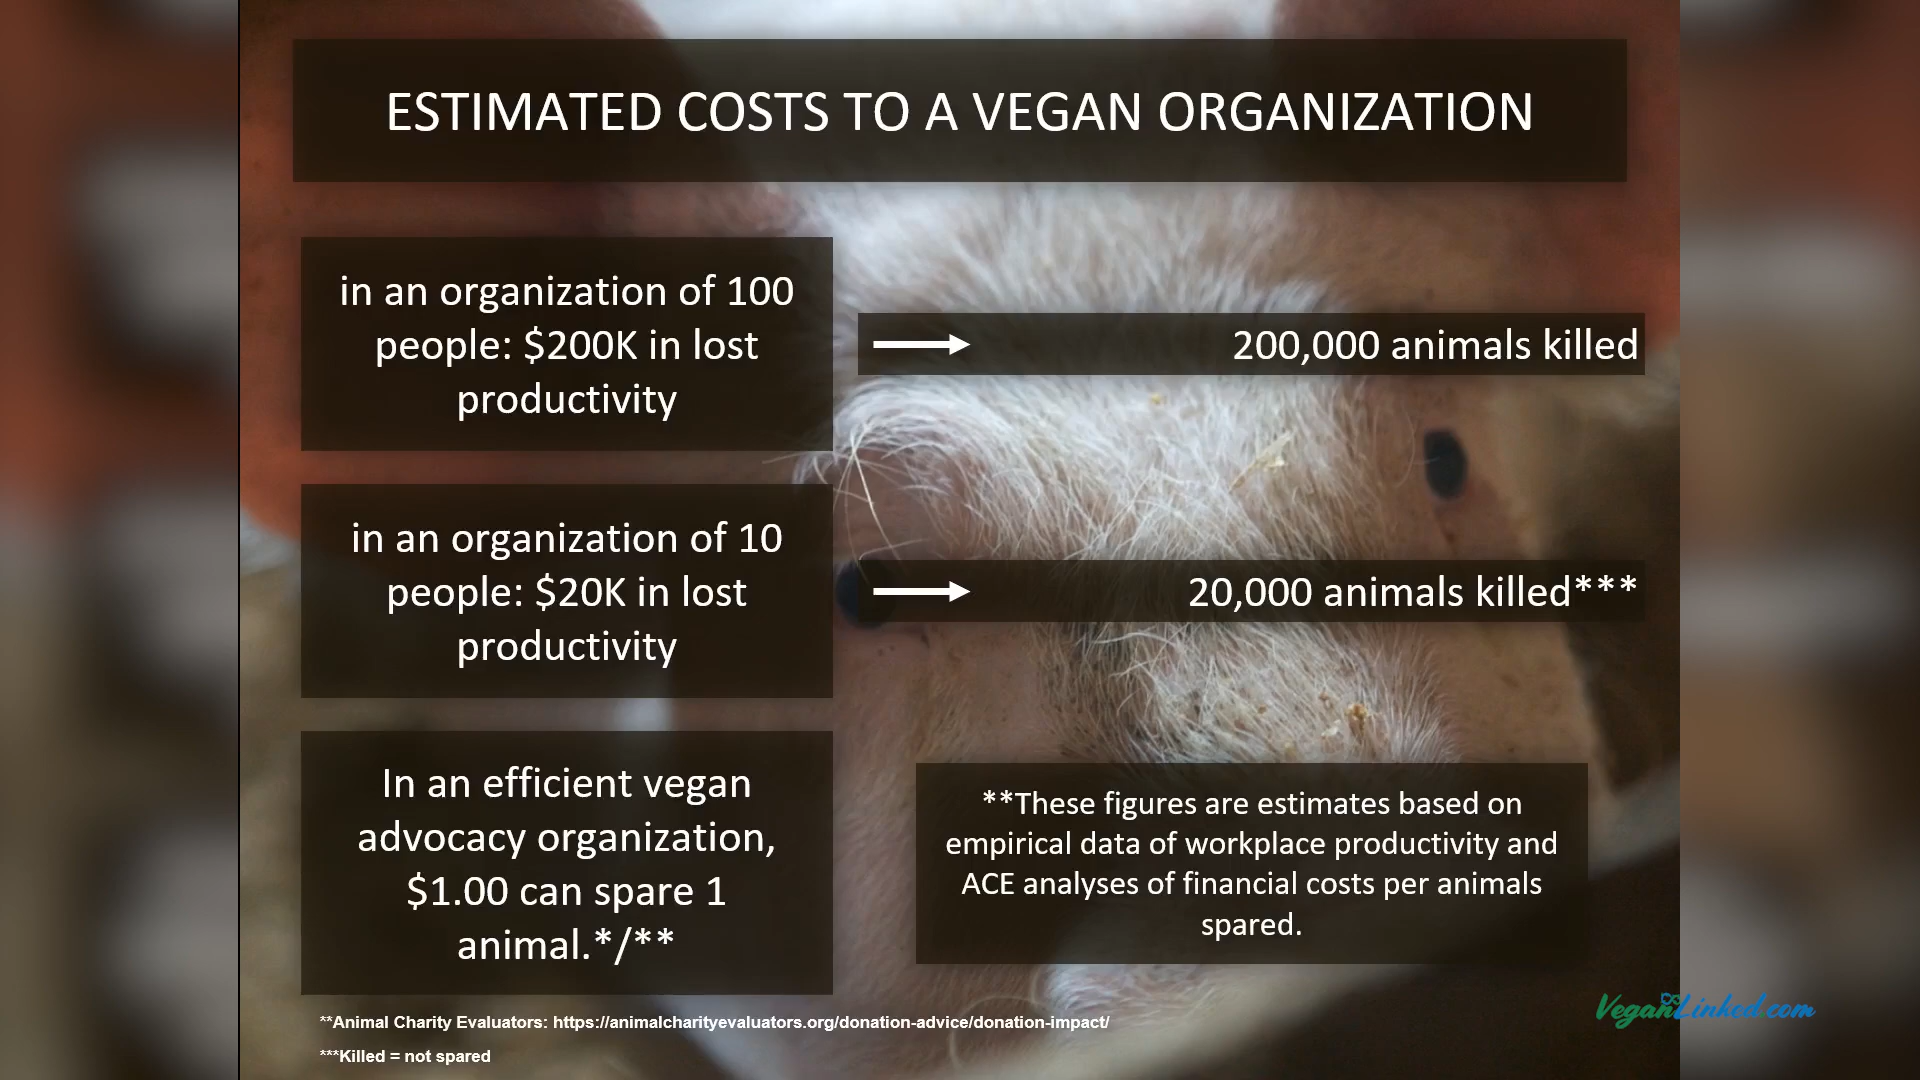 ESTIMATED COSTS TO A VEGAN ORGANIZATION
in an organization of 100
people: $200K in lost
productivity
200,000 animals killed
in an organization of 10
people: $20K in lost
productivity
20,000 animals killed***
In an efficient vegan
advocacy organization,
$1.00 can spare 1
animal.*/**
**These figures are estimates based on
empirical data of workplace productivity and
ACE analyses of financial costs per animals
spared.
**Animal Charity Evaluators: https://animalcharityevaluators.org/donation-advice/donation-impact/
***Killed = not spared
VeganLinked.com